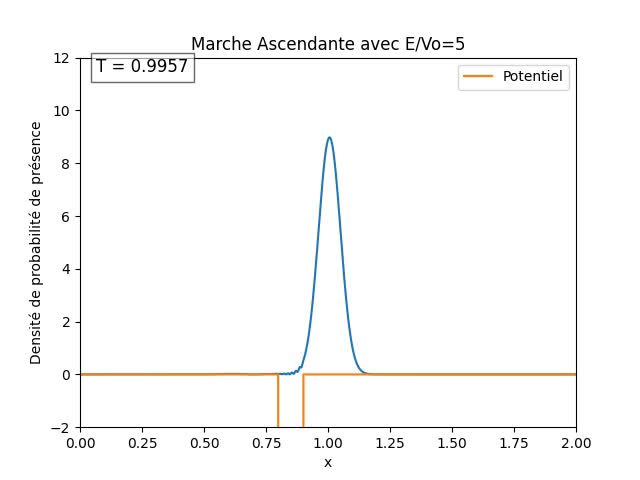 Marche Ascendante avec E/Vo=5
T = 0.9957
Potentiel
Densité de probabilité de présence
12
10
8
6
4
2
0
−2
0.00 0.25 0.50 0.75 1.00 1.25 1.50 1.75 2.00
x